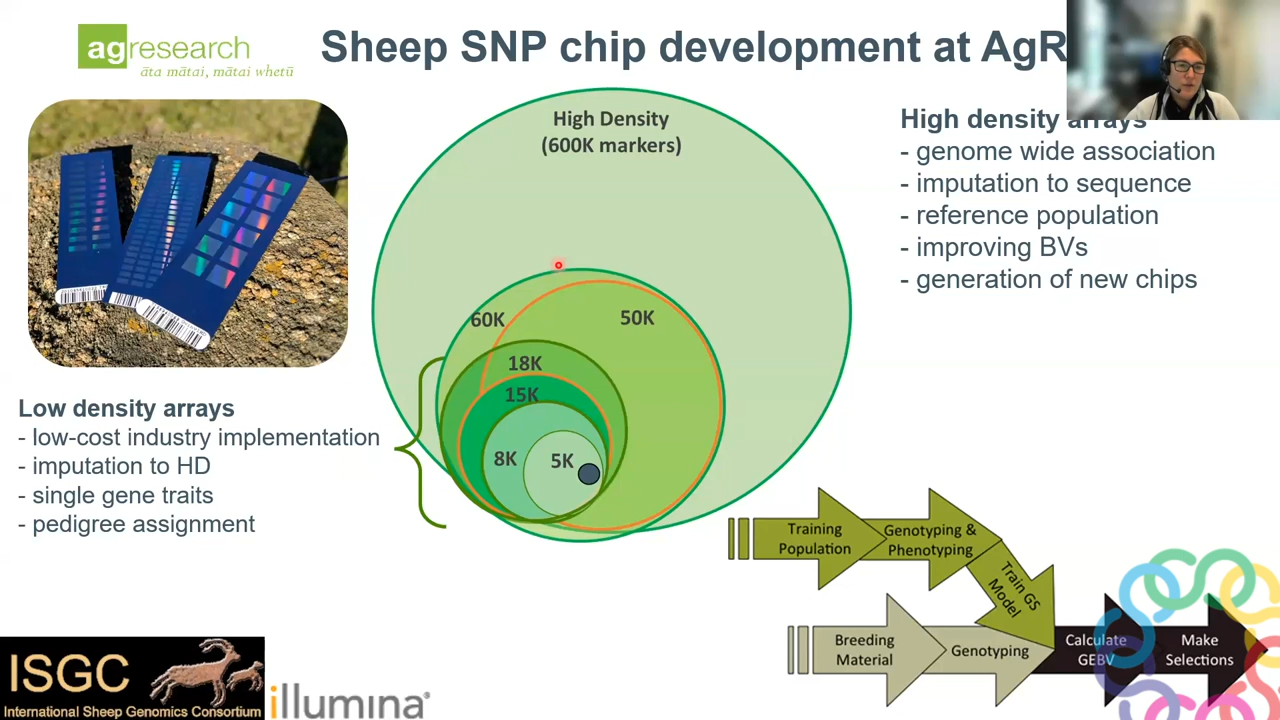 agresearch
āta mātai, mātai whetū
Sheep SNP chip development at AgR
High Density
(600K markers)
60K
50K
18K
15K
8K
5K
High density arrays
- genome wide association
- imputation to sequence
- reference population
- improving BVs
- generation of new chips
Low density arrays
- low-cost industry implementation
- imputation to HD
- single gene traits
- pedigree assignment
Training
Population
Genotyping &
Phenotyping
Train GS
Model
Breeding
Material
Genotyping
Calculate
GEBV
Make
Selections
ISGC
International Sheep Genomics Consortium
illumina®